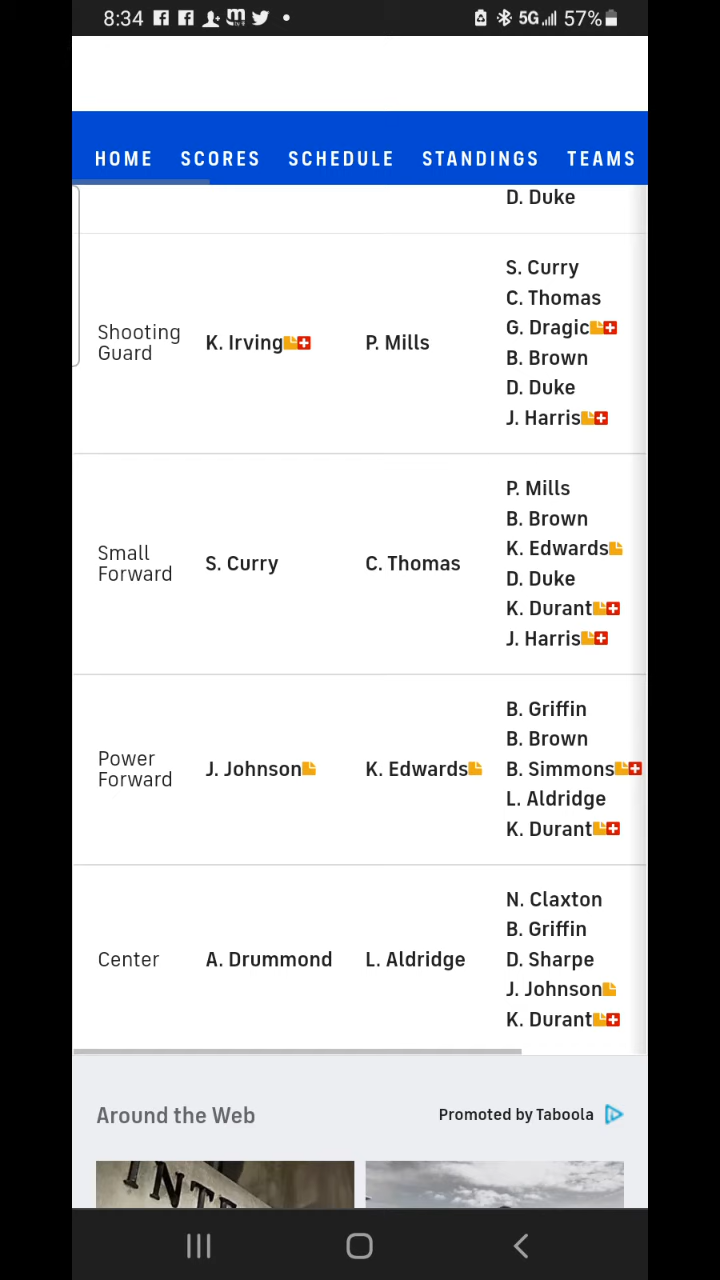 8:34 5G 57%
HOME SCORES SCHEDULE STANDINGS TEAMS
D. Duke
Shooting
Guard
K. Irving
P. Mills
S. Curry
C. Thomas
G. Dragic
B. Brown
D. Duke
J. Harris
Small
Forward
S. Curry
C. Thomas
P. Mills
B. Brown
K. Edwards
D. Duke
K. Durant
J. Harris
Power
Forward
J. Johnson
K. Edwards
B. Griffin
B. Brown
B. Simmons
L. Aldridge
K. Durant
Center
A. Drummond
L. Aldridge
N. Claxton
B. Griffin
D. Sharpe
J. Johnson
K. Durant
Around the Web
Promoted by Taboola
INTE